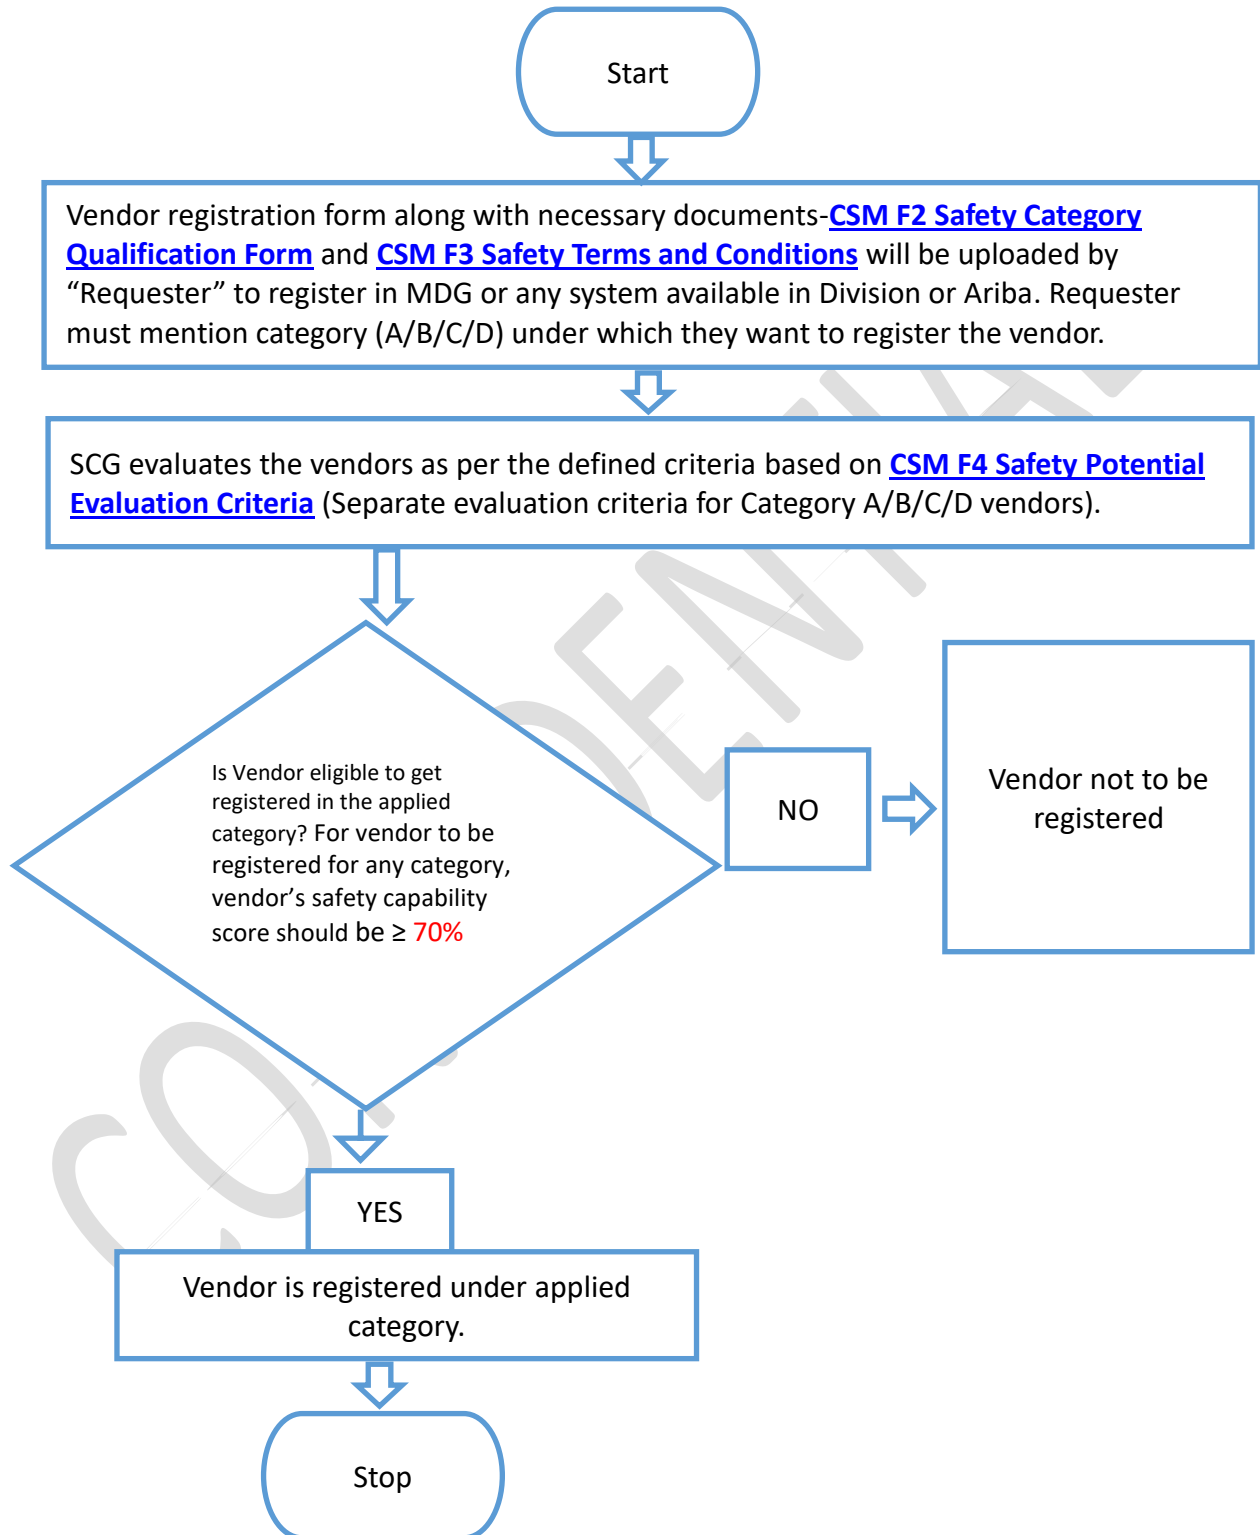 Start
Vendor registration form along with necessary documents-CSM F2 Safety Category
Qualification Form and CSM F3 Safety Terms and Conditions will be uploaded by
“Requester” to register in MDG or any system available in Division or Ariba. Requester
must mention category (A/B/C/D) under which they want to register the vendor.
SCG evaluates the vendors as per the defined criteria based on CSM F4 Safety Potential
Evaluation Criteria (Separate evaluation criteria for Category A/B/C/D vendors).
Is Vendor eligible to get
registered in the applied
category? For vendor to be
registered for any category,
vendor’s safety capability
score should be ≥ 70%
NO
Vendor not to be
registered
YES
Vendor is registered under applied
category.
Stop
CONFIDENTIAL